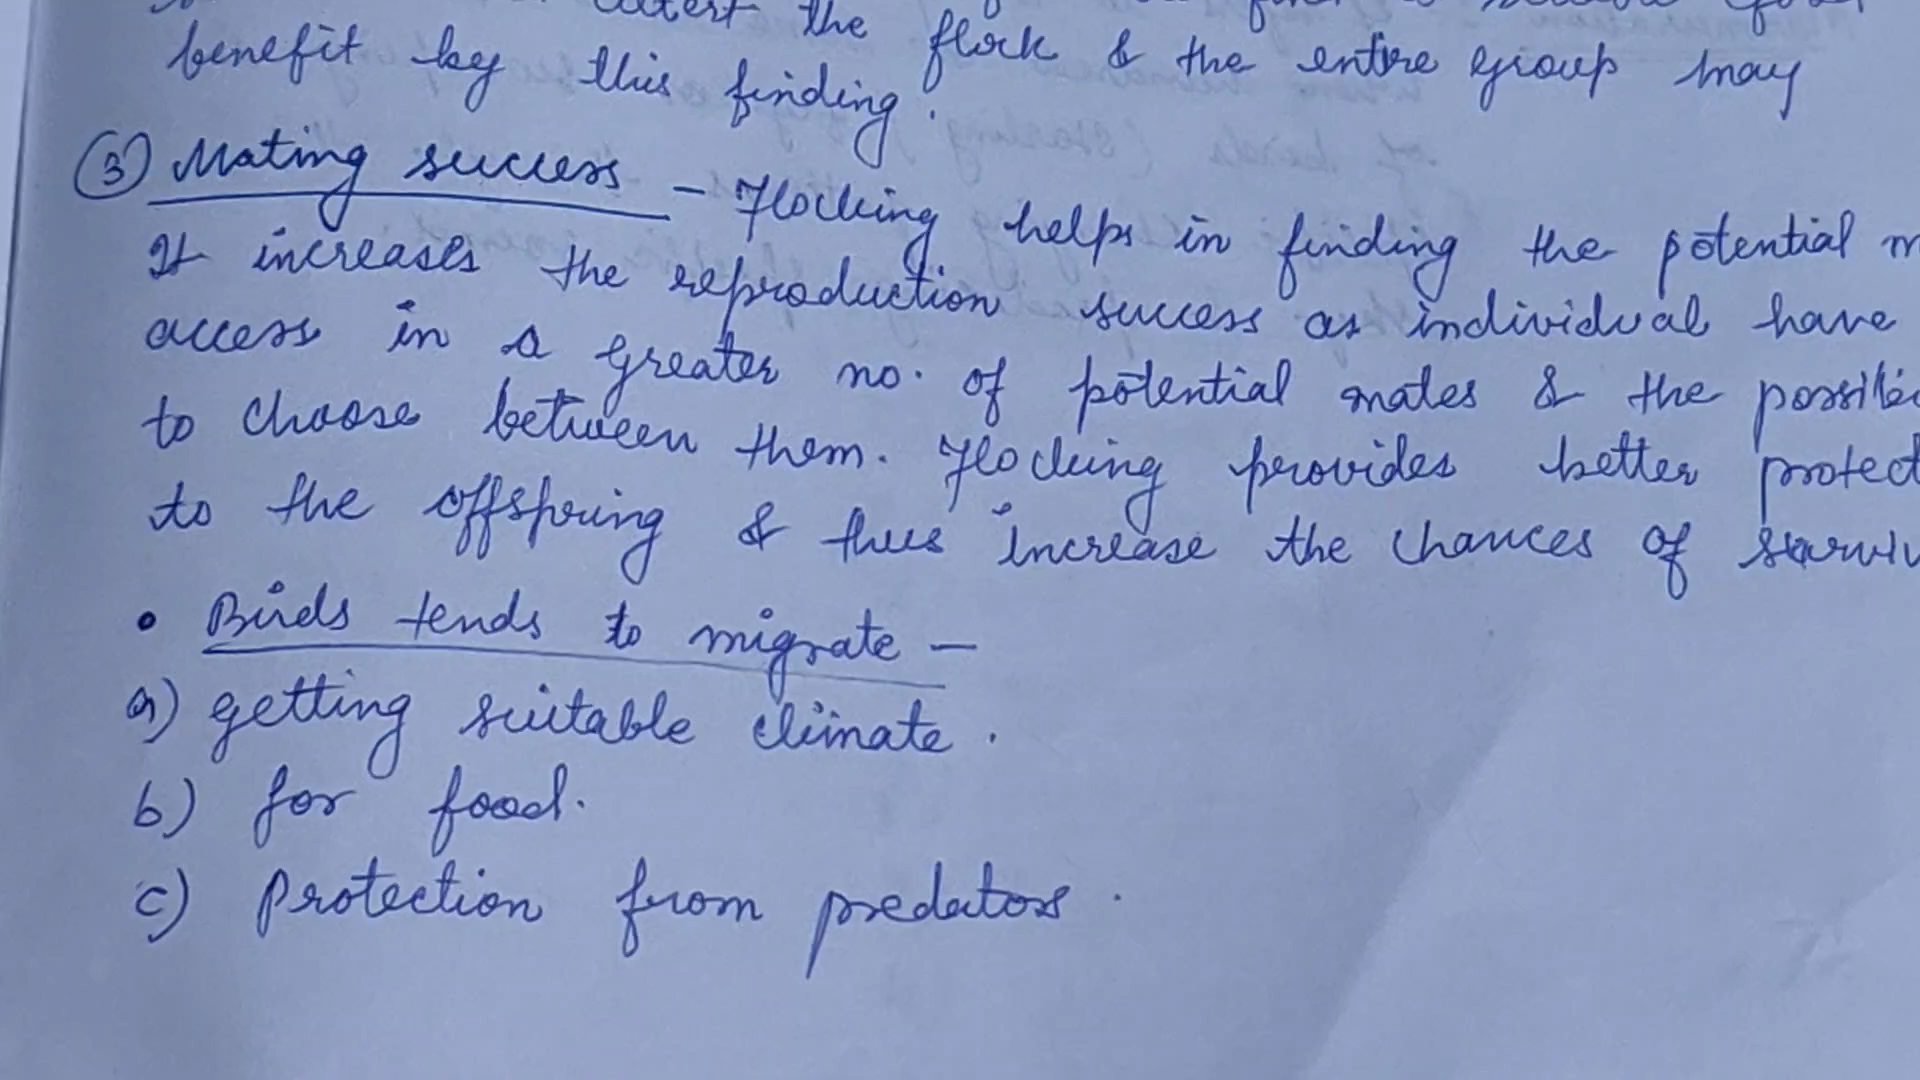 the
benefit by this finding. flock & the entire group may
③ Mating success - Flocking helps in finding the potential
It increases the reproduction success as individual have
access in a greater no. of potential mates & the
to choose between them. Flocking provides better
to the offspring & thus increase the chances of
• Birds tends to migrate -
a) getting suitable climate.
b) for food.
c) Protection from predators.